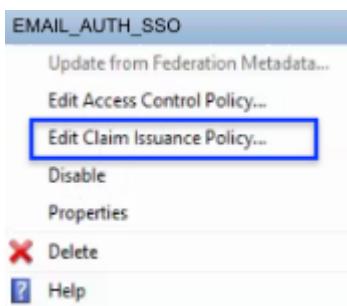 EMAIL_AUTH_SSO
Update from Federation Metadata...
Edit Access Control Policy...
Edit Claim Issuance Policy...
Disable
Properties
Delete
Help